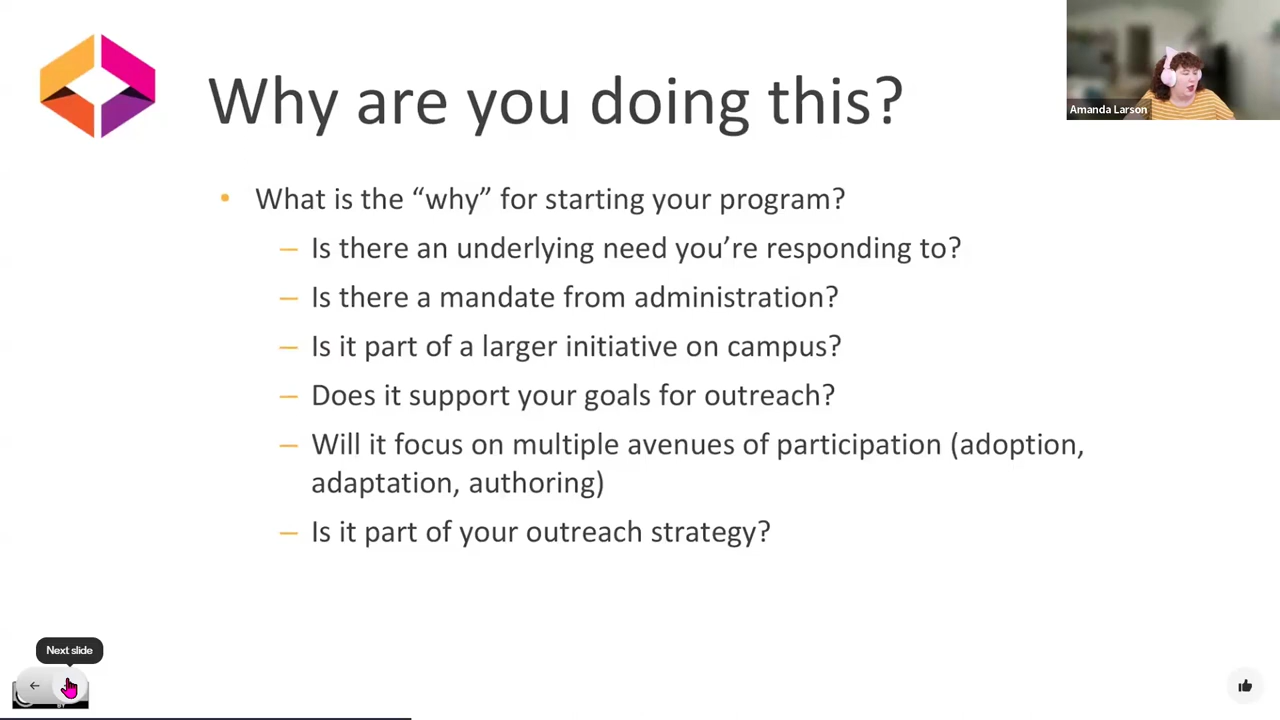 Why are you doing this?
Amanda Larson
• What is the “why” for starting your program?
– Is there an underlying need you’re responding to?
– Is there a mandate from administration?
– Is it part of a larger initiative on campus?
– Does it support your goals for outreach?
– Will it focus on multiple avenues of participation (adoption,
adaptation, authoring)
– Is it part of your outreach strategy?
Next slide
BY